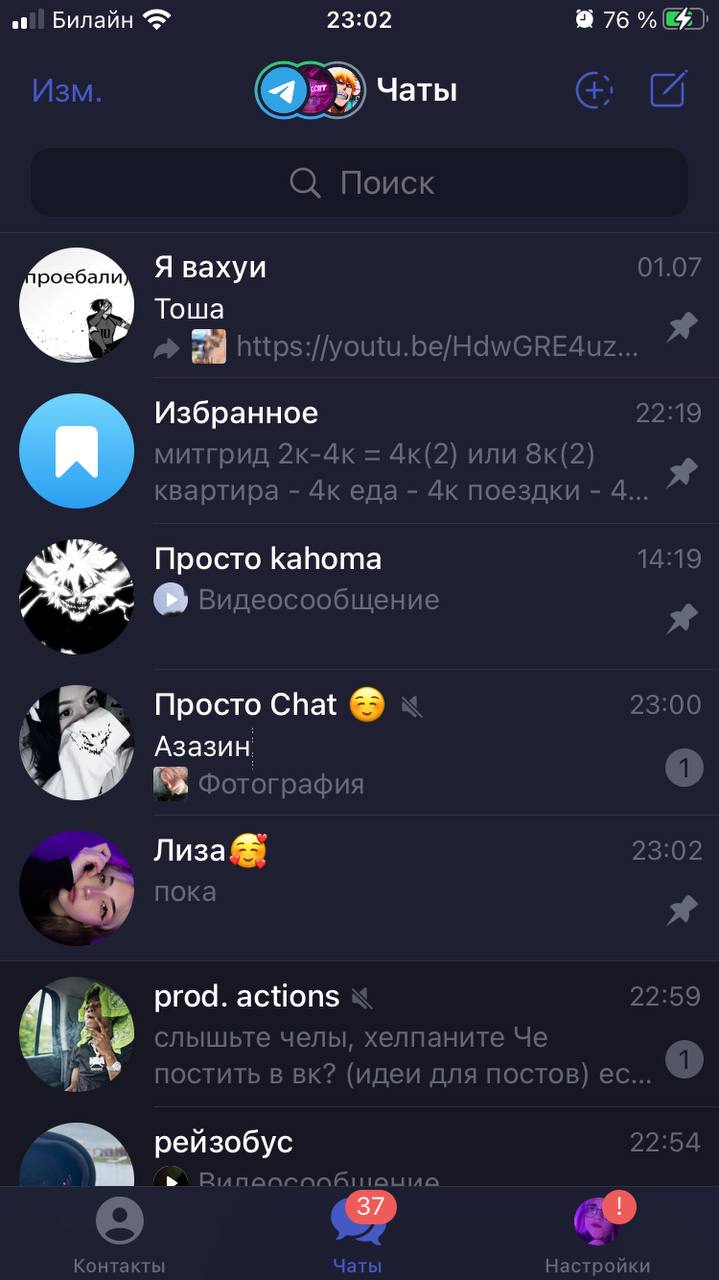 Билайн 23:02 76 %
Изм. Чаты
Поиск
проебали)
Я вахуи 01.07
Тоша
https://youtu.be/HdwGRE4uz...
Избранное 22:19
митгрид 2к-4к = 4к(2) или 8к(2)
квартира - 4к еда - 4к поездки - 4...
Просто kahoma 14:19
Видеосообщение
Просто Chat ☺️ 23:00
Азазин
Фотография 1
Лиза🥰 23:02
пока
prod. actions 22:59
слышьте челы, хелпаните Че
постить в вк? (идеи для постов) ес... 1
рейзобус 22:54
Видеосообщение
37 !
Контакты Чаты Настройки